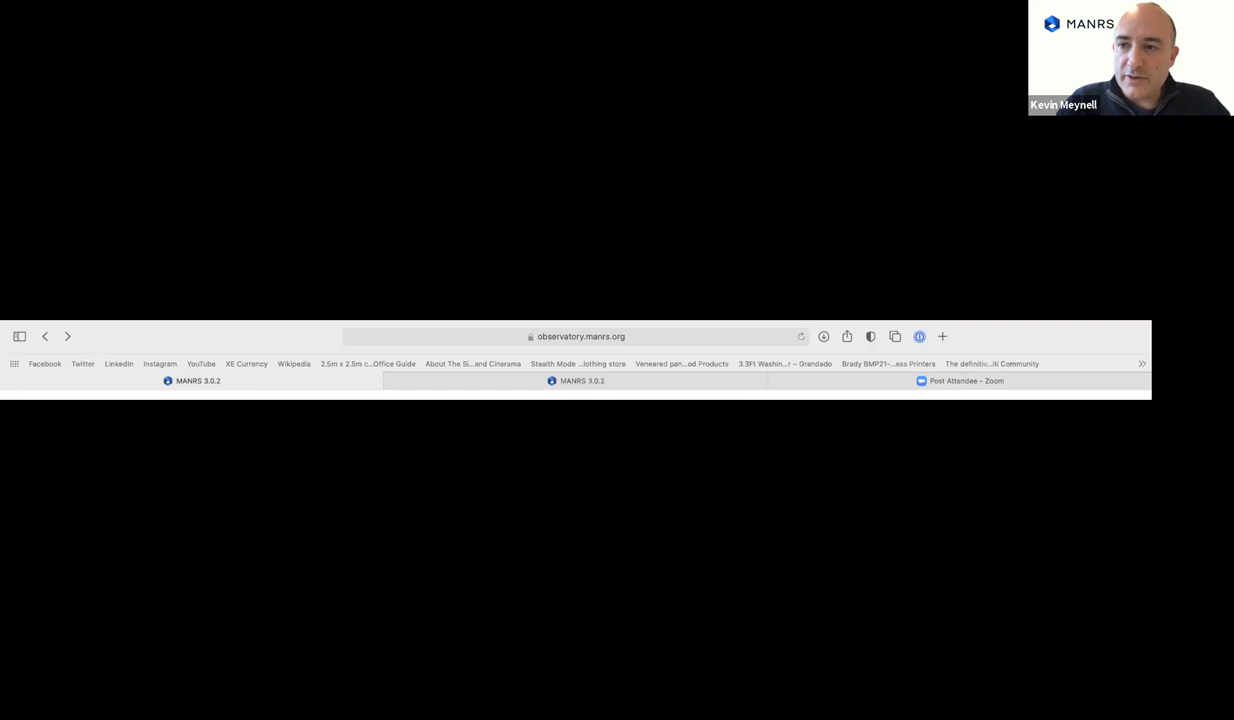 MANRS
Kevin Meynell
observatory.manrs.org
Facebook Twitter LinkedIn Instagram YouTube XE Currency Wikipedia 2.5m x 2.5m c...Office Guide About The Si...and Cinerama Stealth Mode ...lothing store Veneered pan...od Products 3.3Ft Washin...r – Grandado Brady BMP21-...ess Printers The definitiv...iti Community
MANRS 3.0.2 MANRS 3.0.2 Post Attendee - Zoom